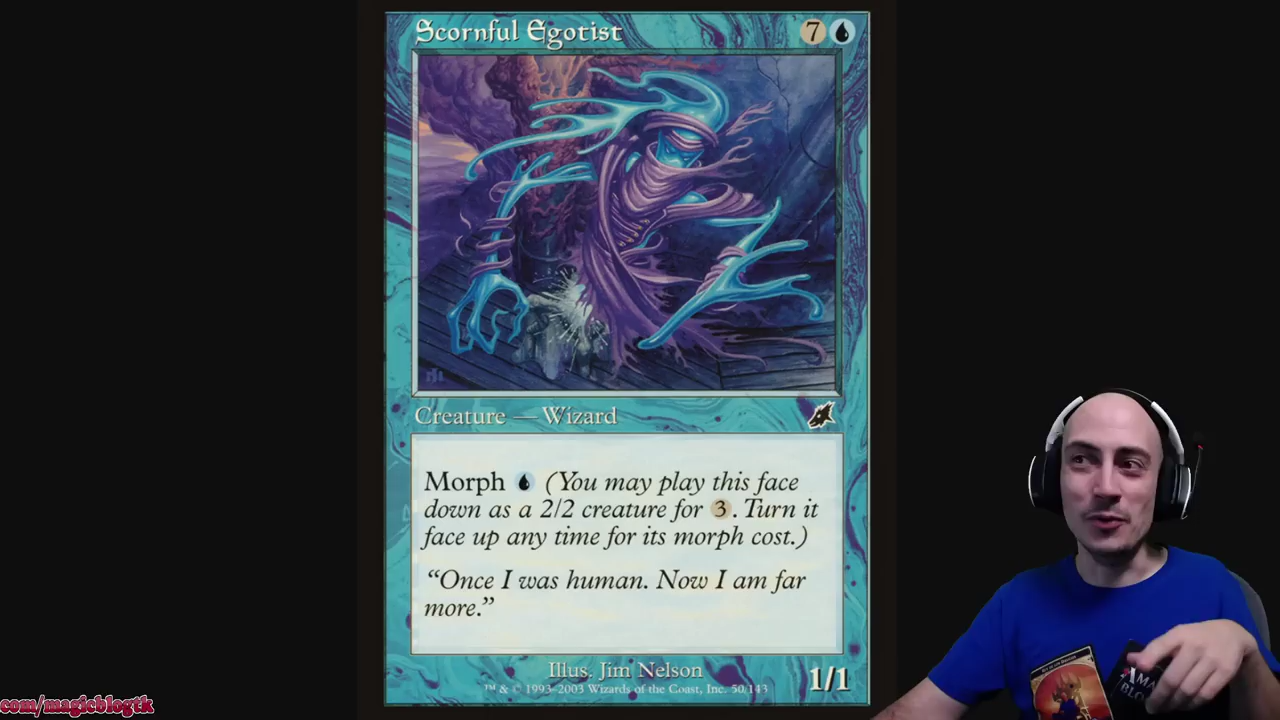 Scornful Egotist
7
Creature — Wizard
Morph (You may play this face
down as a 2/2 creature for 3. Turn it
face up any time for its morph cost.)
“Once I was human. Now I am far
more.”
Illus. Jim Nelson
™ & © 1993–2003 Wizards of the Coast, Inc. 50/143
1/1
com/magicblogtk